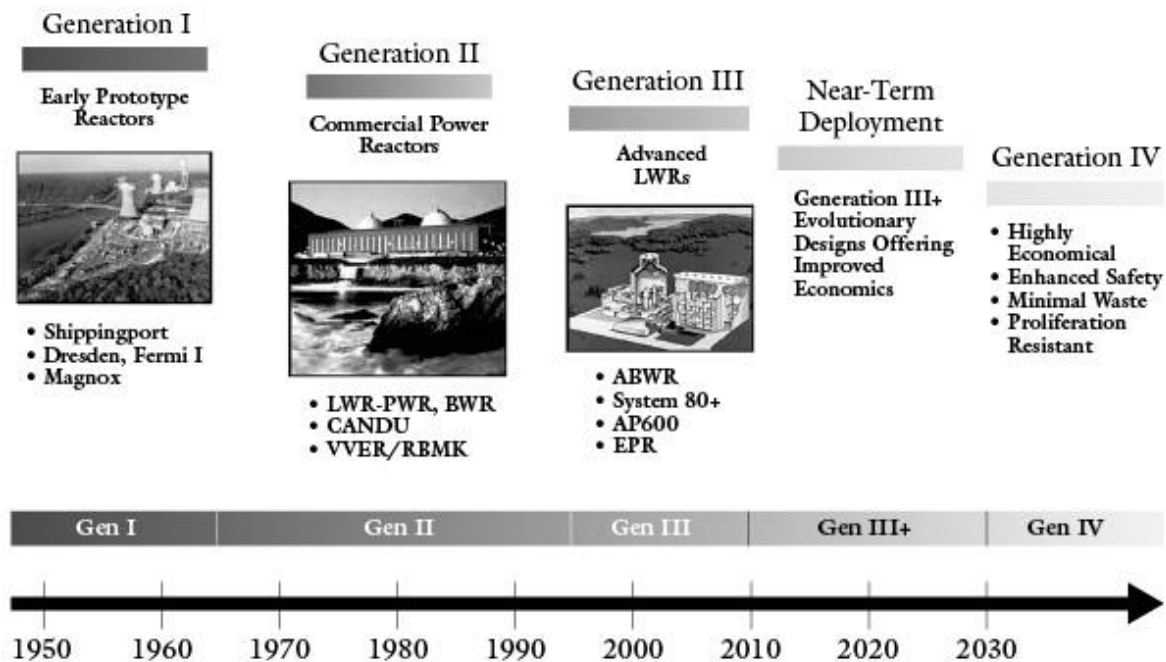 Generation I
Early Prototype
Reactors
• Shippingport
• Dresden, Fermi I
• Magnox
Generation II
Commercial Power
Reactors
• LWR-PWR, BWR
• CANDU
• VVER/RBMK
Generation III
Advanced
LWRs
• ABWR
• System 80+
• AP600
• EPR
Near-Term
Deployment
Generation III+
Evolutionary
Designs Offering
Improved
Economics
Generation IV
• Highly
Economical
• Enhanced Safety
• Minimal Waste
• Proliferation
Resistant
Gen I Gen II Gen III Gen III+ Gen IV
1950 1960 1970 1980 1990 2000 2010 2020 2030